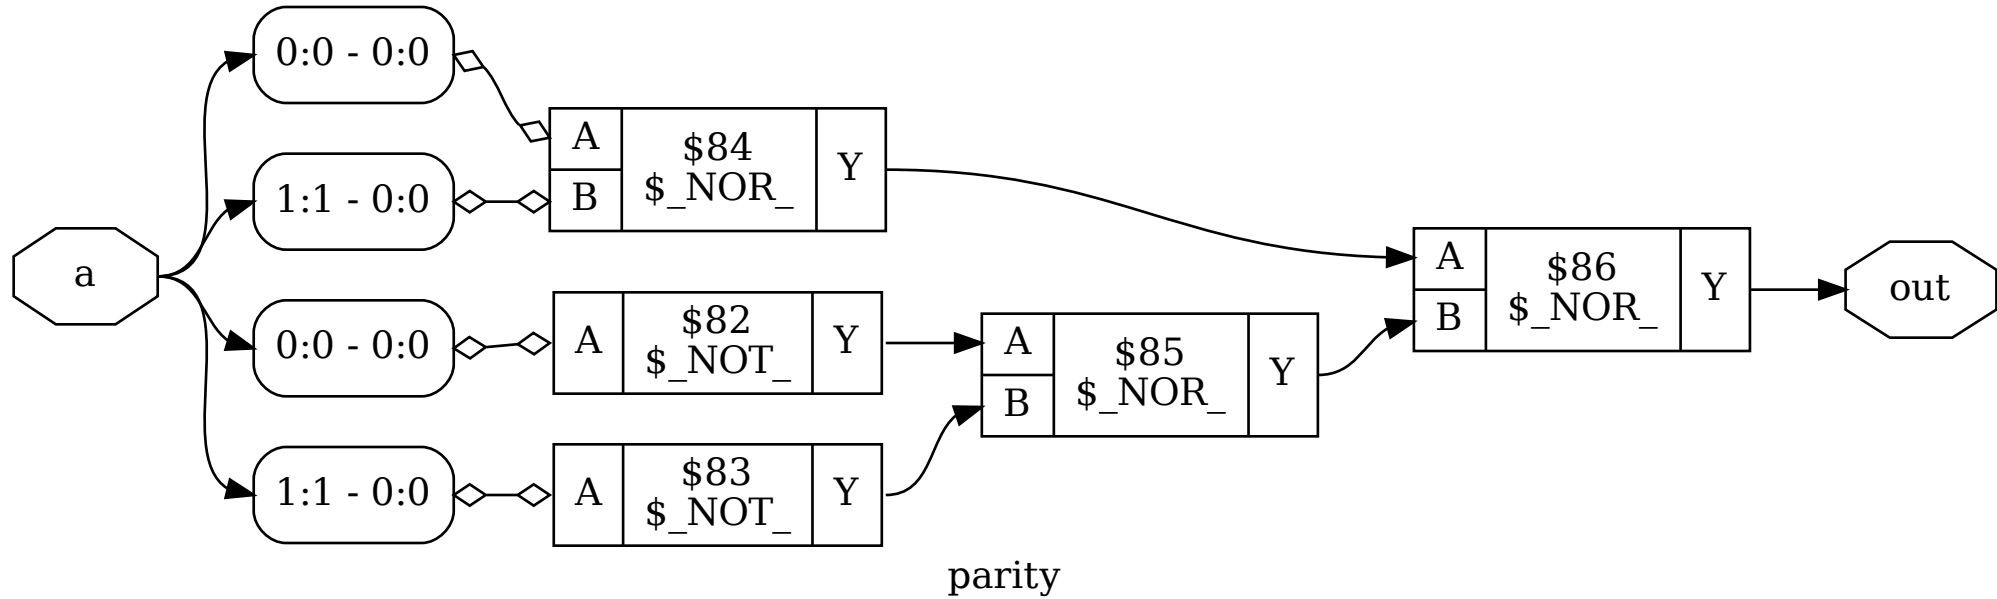 0:0 - 0:0
A
B
$84
$_NOR_
Y
1:1 - 0:0
a
0:0 - 0:0
A
$82
$_NOT_
Y
1:1 - 0:0
A
$83
$_NOT_
Y
A
B
$85
$_NOR_
Y
A
B
$86
$_NOR_
Y
out
parity